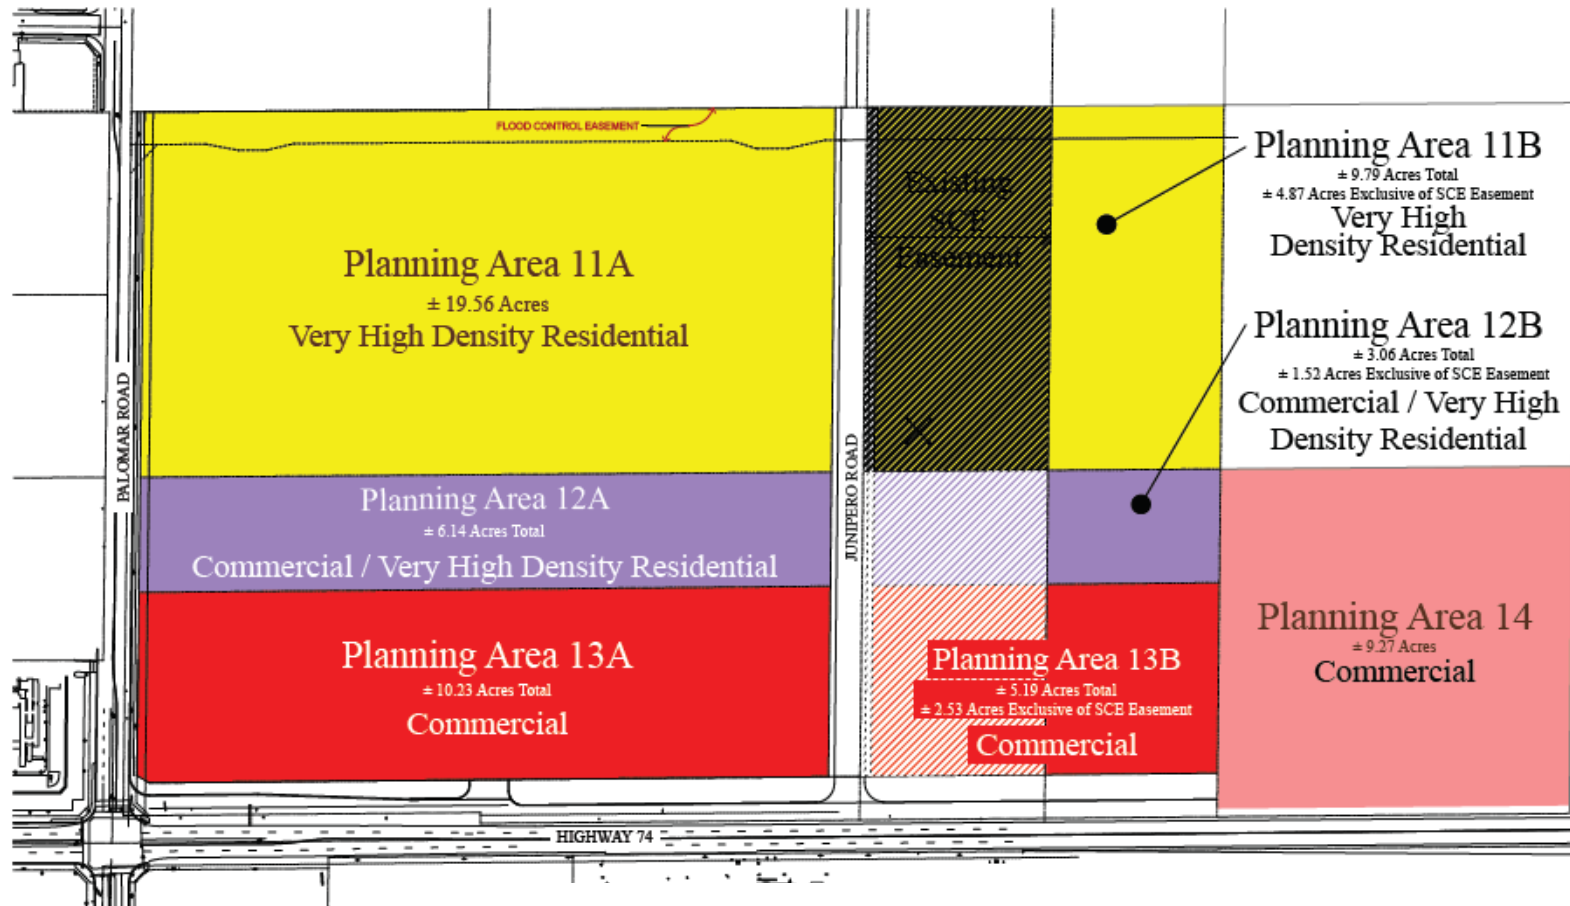 FLOOD CONTROL EASEMENT
Planning Area 11A
± 19.56 Acres
Very High Density Residential
Existing
SCE
Easement
Planning Area 11B
± 9.79 Acres Total
± 4.87 Acres Exclusive of SCE Easement
Very High
Density Residential
Planning Area 12B
± 3.06 Acres Total
± 1.52 Acres Exclusive of SCE Easement
Commercial / Very High
Density Residential
PALOMAR ROAD
JUNIPERO ROAD
Planning Area 12A
± 6.14 Acres Total
Commercial / Very High Density Residential
Planning Area 13A
± 10.23 Acres Total
Commercial
Planning Area 13B
± 5.19 Acres Total
± 2.53 Acres Exclusive of SCE Easement
Commercial
Planning Area 14
± 9.27 Acres
Commercial
HIGHWAY 74